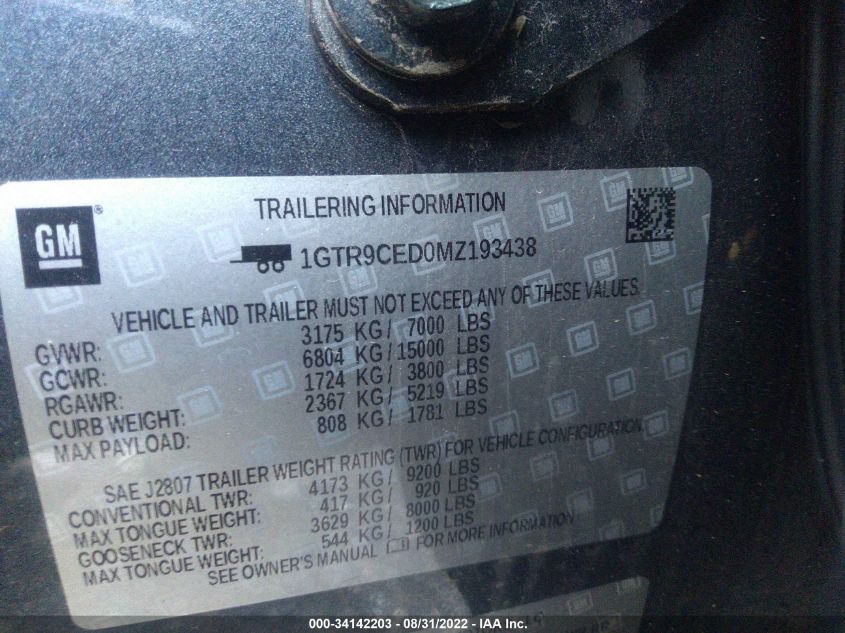 GM ®
TRAILERING INFORMATION
1GTR9CED0MZ193438
VEHICLE AND TRAILER MUST NOT EXCEED ANY OF THESE VALUES.
GVWR: 3175 KG/ 7000 LBS
GCWR: 6804 KG/15000 LBS
RGAWR: 1724 KG/ 3800 LBS
CURB WEIGHT: 2367 KG/ 5219 LBS
MAX PAYLOAD: 808 KG/ 1781 LBS
SAE J2807 TRAILER WEIGHT RATING (TWR) FOR VEHICLE CONFIGURATION
CONVENTIONAL TWR: 4173 KG/ 9200 LBS
MAX TONGUE WEIGHT: 417 KG/ 920 LBS
GOOSENECK TWR: 3629 KG/ 8000 LBS
MAX TONGUE WEIGHT: 544 KG/ 1200 LBS
SEE OWNER'S MANUAL FOR MORE INFORMATION
000-34142203 - 08/31/2022 - IAA Inc.